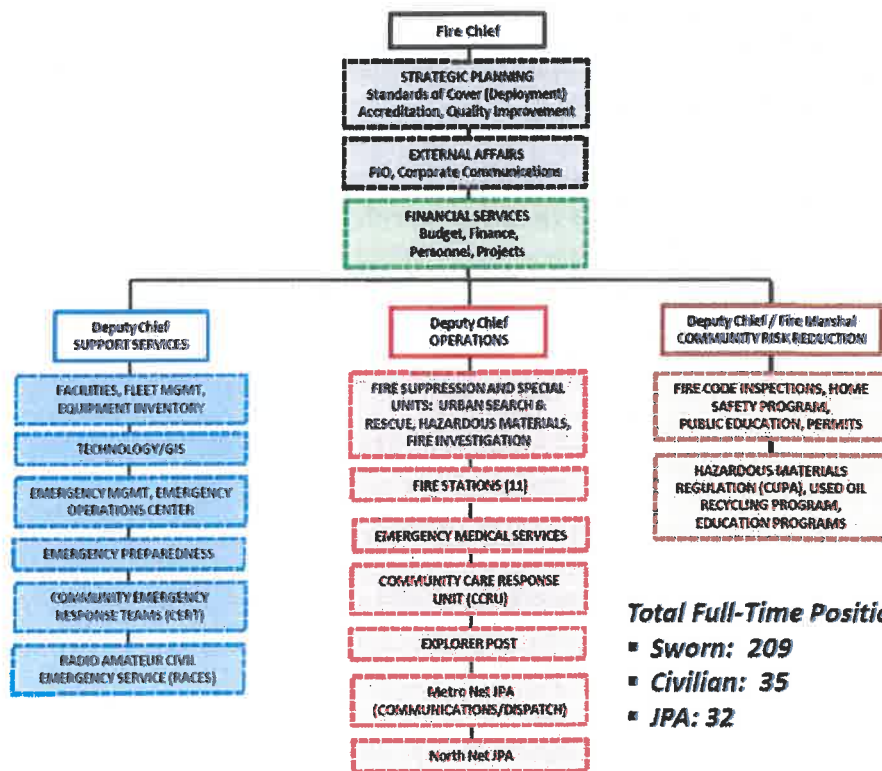 Fire Chief
STRATEGIC PLANNING
Standards of Cover (Deployment)
Accreditation, Quality Improvement
EXTERNAL AFFAIRS
PIO, Corporate Communications
FINANCIAL SERVICES
Budget, Finance,
Personnel, Projects
Deputy Chief
SUPPORT SERVICES
FACILITIES, FLEET MGMT,
EQUIPMENT INVENTORY
TECHNOLOGY/GIS
EMERGENCY MGMT, EMERGENCY
OPERATIONS CENTER
EMERGENCY PREPAREDNESS
COMMUNITY EMERGENCY
RESPONSE TEAMS (CERT)
RADIO AMATEUR CIVIL
EMERGENCY SERVICE (RACES)
Deputy Chief
OPERATIONS
FIRE SUPPRESSION AND SPECIAL
UNITS: URBAN SEARCH &
RESCUE, HAZARDOUS MATERIALS,
FIRE INVESTIGATION
FIRE STATIONS (11)
EMERGENCY MEDICAL SERVICES
COMMUNITY CARE RESPONSE
UNIT (CCRU)
EXPLORER POST
Metro Net JPA
(COMMUNICATIONS/DISPATCH)
North Net JPA
Deputy Chief / Fire Marshal
COMMUNITY RISK REDUCTION
FIRE CODE INSPECTIONS, HOME
SAFETY PROGRAM,
PUBLIC EDUCATION, PERMITS
HAZARDOUS MATERIALS
REGULATION (CUPA), USED OIL
RECYCLING PROGRAM,
EDUCATION PROGRAMS
Total Full-Time Positio
▪ Sworn: 209
▪ Civilian: 35
▪ JPA: 32